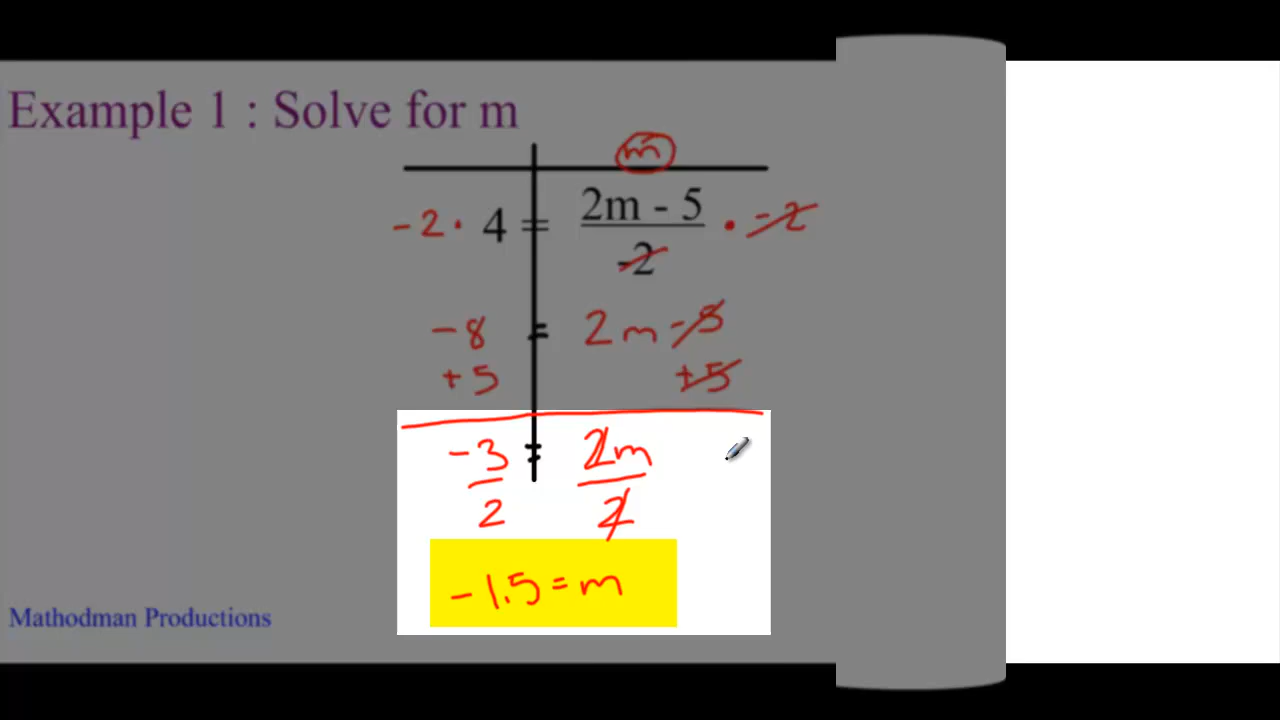 Example 1 : Solve for m
m
-2 · 4 = 2m - 5 · -2
-2
-8 = 2m -5
+5 +5
-3 = 2m
2 2
-1.5 = m
Mathodman Productions